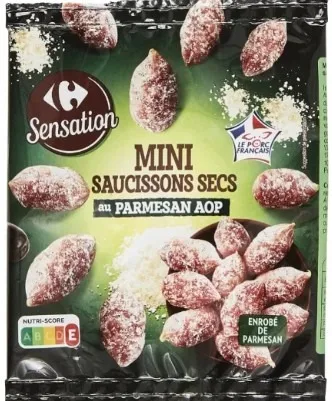 Sensation
MINI
SAUCISSONS SECS
au PARMESAN AOP
LE PORC
FRANÇAIS
NUTRI-SCORE
A B C D E
ENROBÉ
DE
PARMESAN